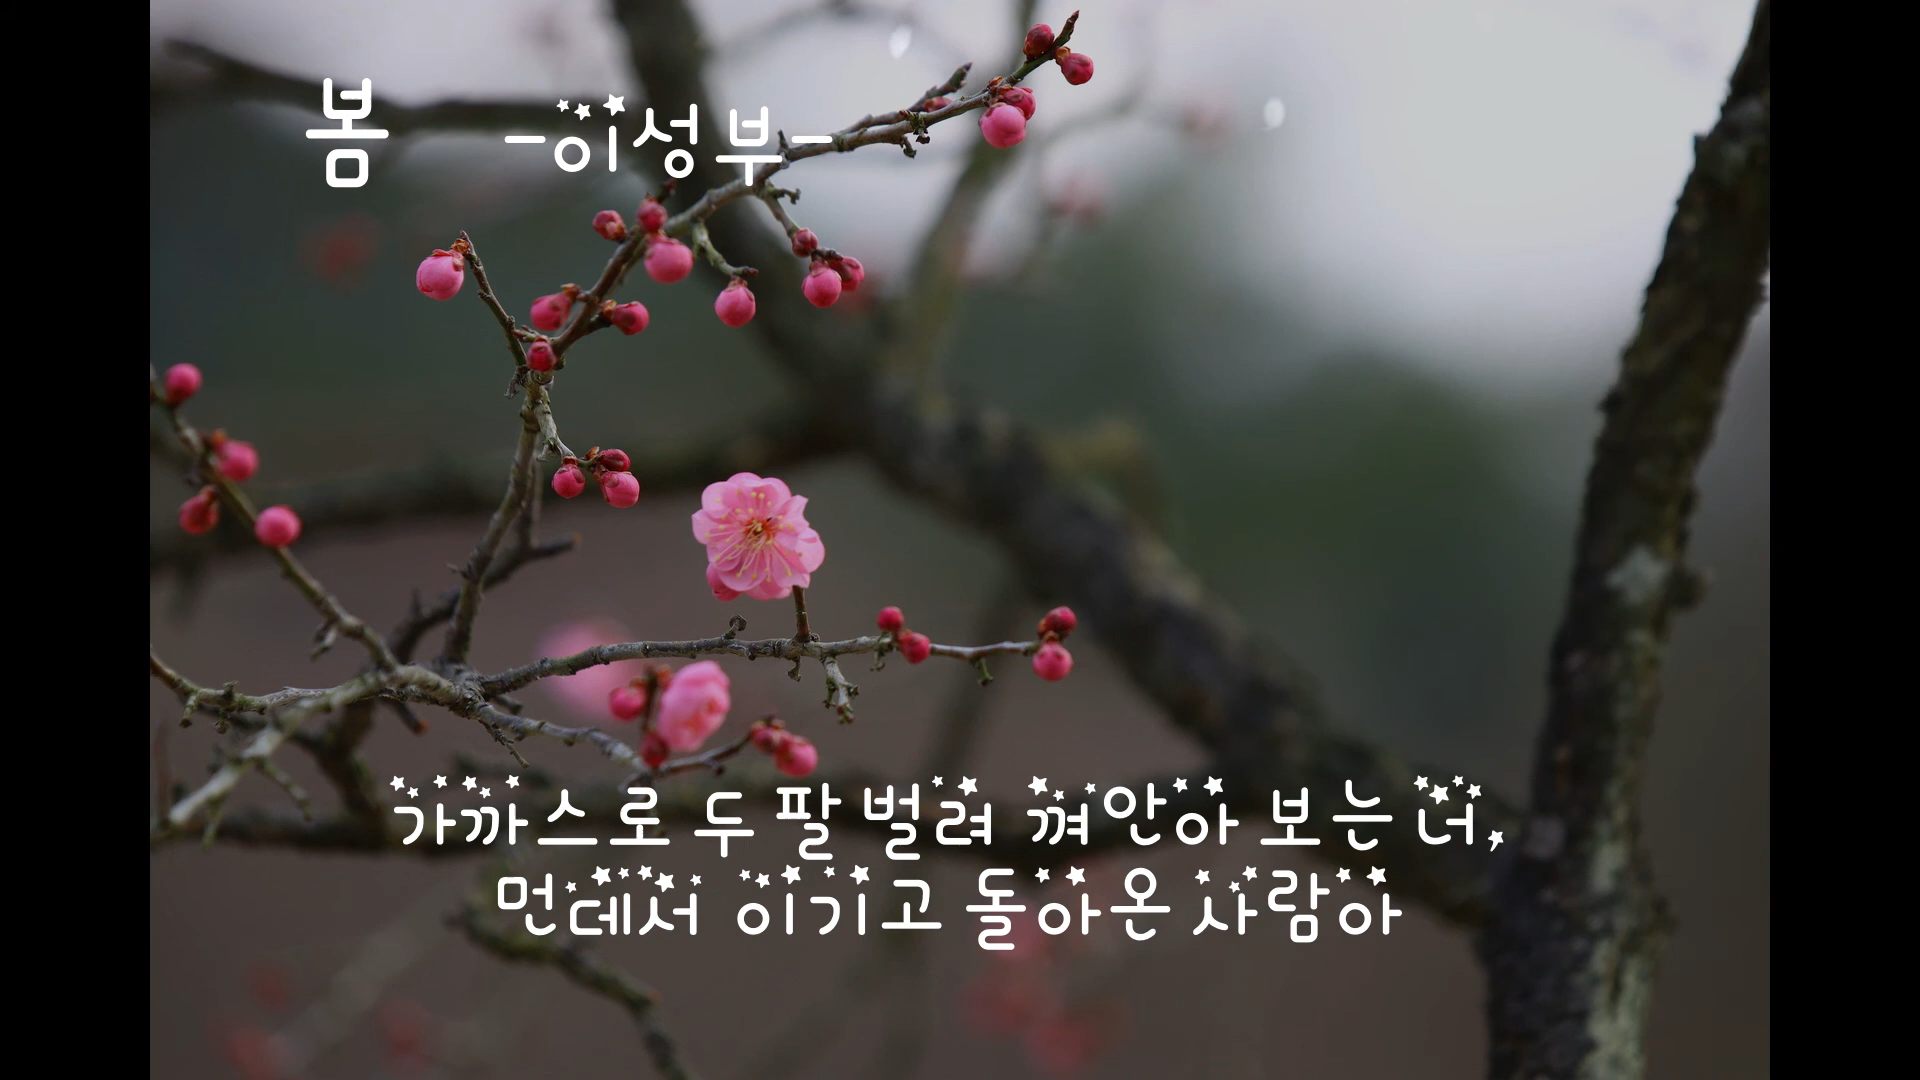 봄 -이성부-
가까스로 두 팔 벌려 껴안아 보는 너,
먼데서 이기고 돌아온 사람아